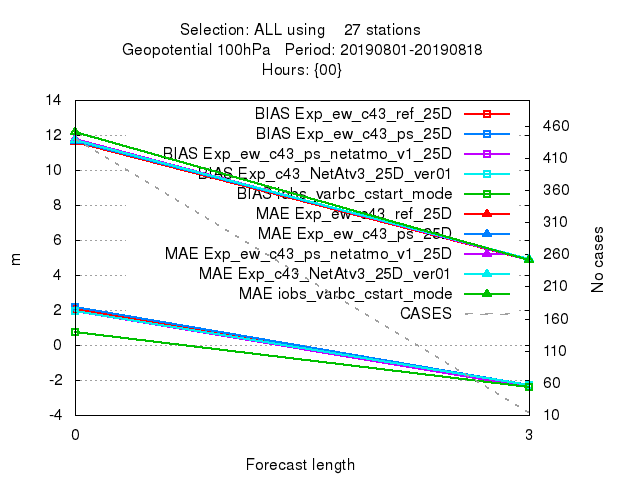 Selection: ALL using    27 stations
Geopotential 100hPa   Period: 20190801-20190818
Hours: {00}
BIAS Exp_ew_c43_ref_25D
BIAS Exp_ew_c43_ps_25D
BIAS Exp_ew_c43_ps_netatmo_v1_25D
BIAS Exp_c43_NetAtv3_25D_ver01
BIAS iobs_varbc_cstart_mode
MAE Exp_ew_c43_ref_25D
MAE Exp_ew_c43_ps_25D
MAE Exp_ew_c43_ps_netatmo_v1_25D
MAE Exp_c43_NetAtv3_25D_ver01
MAE iobs_varbc_cstart_mode
CASES
14
12
10
8
6
4
2
0
-2
-4
m
460
410
360
310
260
210
160
110
60
10
No cases
0
3
Forecast length